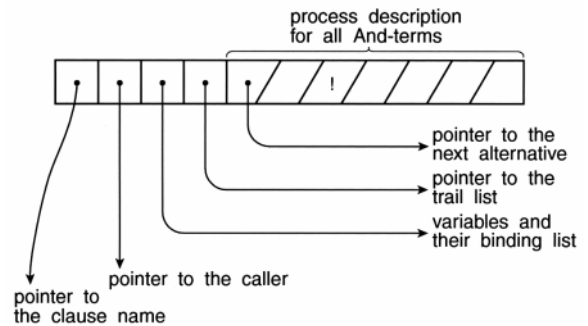 process description
for all And-terms
!
pointer to the
next alternative
pointer to the
trail list
variables and
their binding list
pointer to the caller
pointer to
the clause name